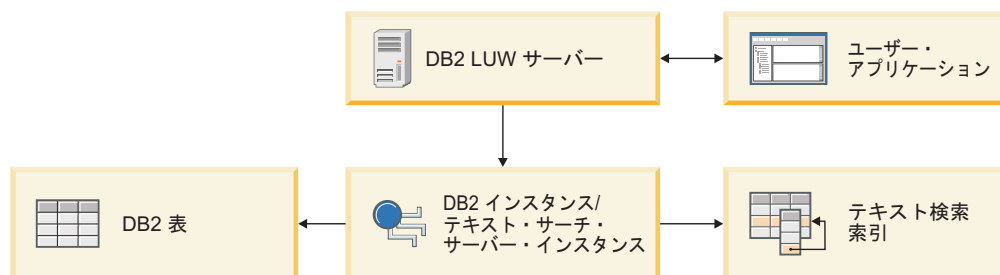 DB2 LUW サーバー
ユーザー・
アプリケーション
DB2 表
DB2 インスタンス/
テキスト・サーチ・
サーバー・インスタンス
テキスト検索
索引